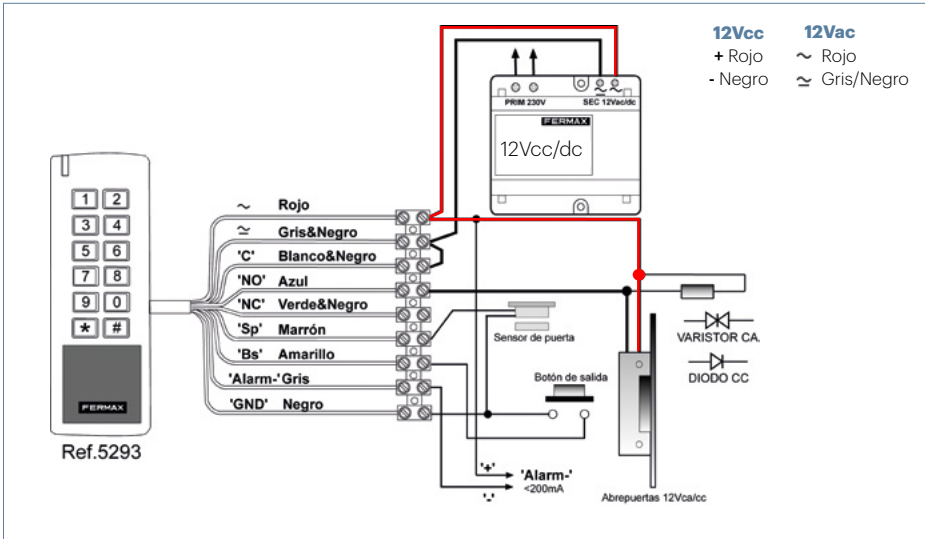 12Vcc 12Vac
+ Rojo ~ Rojo
- Negro ≃ Gris/Negro
≃ ~
PRIM 230V SEC 12Vac/dc
FERMAX
12Vcc/dc
1 2
3 4
5 6
7 8
9 0
* #
FERMAX
Ref.5293
~ Rojo
≃ Gris&Negro
'C' Blanco&Negro
'NO' Azul
'NC' Verde&Negro
'Sp' Marrón
'Bs' Amarillo
'Alarm-' Gris
'GND' Negro
Sensor de puerta
Botón de salida
VARISTOR CA.
DIODO CC
'+' 'Alarm-'
<200mA
'-'
Abrepuertas 12Vca/cc